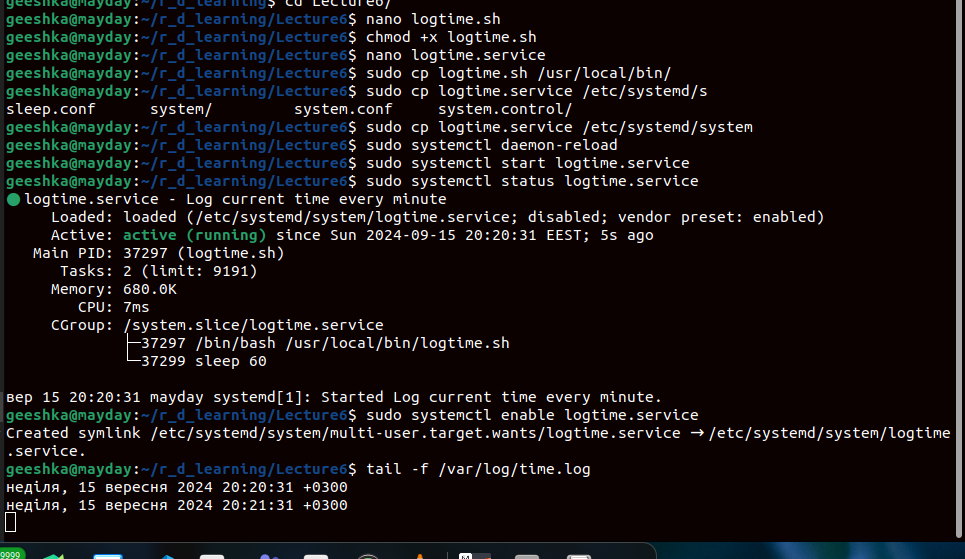 geeshka@mayday:~/r_d_learning/Lecture6$ cd Lecture6/
geeshka@mayday:~/r_d_learning/Lecture6$ nano logtime.sh
geeshka@mayday:~/r_d_learning/Lecture6$ chmod +x logtime.sh
geeshka@mayday:~/r_d_learning/Lecture6$ nano logtime.service
geeshka@mayday:~/r_d_learning/Lecture6$ sudo cp logtime.sh /usr/local/bin/
geeshka@mayday:~/r_d_learning/Lecture6$ sudo cp logtime.service /etc/systemd/s
sleep.conf      system/         system.conf     system.control/
geeshka@mayday:~/r_d_learning/Lecture6$ sudo cp logtime.service /etc/systemd/system
geeshka@mayday:~/r_d_learning/Lecture6$ sudo systemctl daemon-reload
geeshka@mayday:~/r_d_learning/Lecture6$ sudo systemctl start logtime.service
geeshka@mayday:~/r_d_learning/Lecture6$ sudo systemctl status logtime.service
● logtime.service - Log current time every minute
     Loaded: loaded (/etc/systemd/system/logtime.service; disabled; vendor preset: enabled)
     Active: active (running) since Sun 2024-09-15 20:20:31 EEST; 5s ago
   Main PID: 37297 (logtime.sh)
      Tasks: 2 (limit: 9191)
     Memory: 680.0K
        CPU: 7ms
     CGroup: /system.slice/logtime.service
             ├─37297 /bin/bash /usr/local/bin/logtime.sh
             └─37299 sleep 60
вер 15 20:20:31 mayday systemd[1]: Started Log current time every minute.
geeshka@mayday:~/r_d_learning/Lecture6$ sudo systemctl enable logtime.service
Created symlink /etc/systemd/system/multi-user.target.wants/logtime.service → /etc/systemd/system/logtime
.service.
geeshka@mayday:~/r_d_learning/Lecture6$ tail -f /var/log/time.log
неділя, 15 вересня 2024 20:20:31 +0300
неділя, 15 вересня 2024 20:21:31 +0300
9999